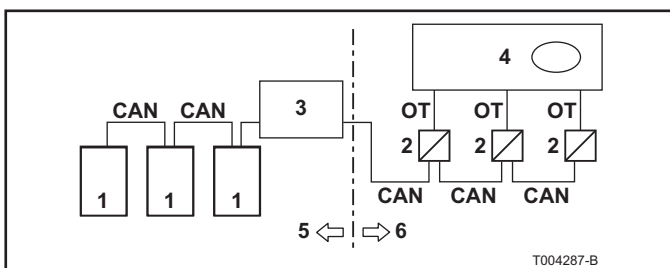 4
CAN CAN 3 OT OT OT
2 2 2
1 1 1 CAN CAN CAN
5 6
T004287-B